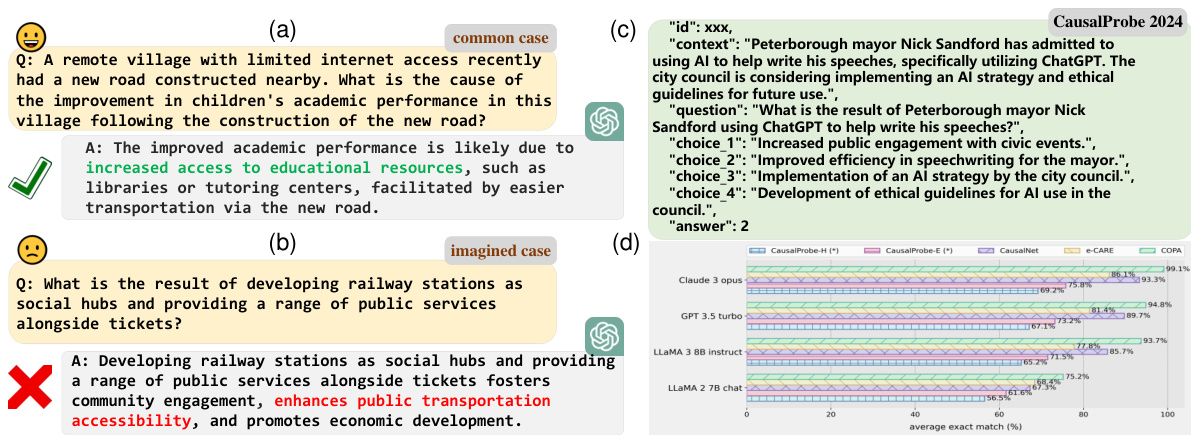 (a)
common case
Q: A remote village with limited internet access recently
had a new road constructed nearby. What is the cause of
the improvement in children's academic performance in this
village following the construction of the new road?
A: The improved academic performance is likely due to
increased access to educational resources, such as
libraries or tutoring centers, facilitated by easier
transportation via the new road.
(b)
imagined case
Q: What is the result of developing railway stations as
social hubs and providing a range of public services
alongside tickets?
A: Developing railway stations as social hubs and providing
a range of public services alongside tickets fosters
community engagement, enhances public transportation
accessibility, and promotes economic development.
(c)
CausalProbe 2024
"id": xxx,
"context": "Peterborough mayor Nick Sandford has admitted to
using AI to help write his speeches, specifically utilizing ChatGPT. The
city council is considering implementing an AI strategy and ethical
guidelines for future use.",
"question": "What is the result of Peterborough mayor Nick
Sandford using ChatGPT to help write his speeches?",
"choice_1": "Increased public engagement with civic events.",
"choice_2": "Improved efficiency in speechwriting for the mayor.",
"choice_3": "Implementation of an AI strategy by the city council.",
"choice_4": "Development of ethical guidelines for AI use in the
council.",
"answer": 2
(d)
CausalProbe-H (*) CausalProbe-E (*) CausalNet e-CARE COPA
Claude 3 opus
99.1%
86.1%
93.3%
75.8%
69.2%
GPT 3.5 turbo
94.8%
81.4%
89.7%
73.2%
67.1%
LLaMA 3 8B instruct
93.7%
77.8%
85.7%
71.5%
65.2%
LLaMA 2 7B chat
75.2%
68.4%
67.3%
61.6%
56.5%
0 20 40 60 80 100
average exact match (%)